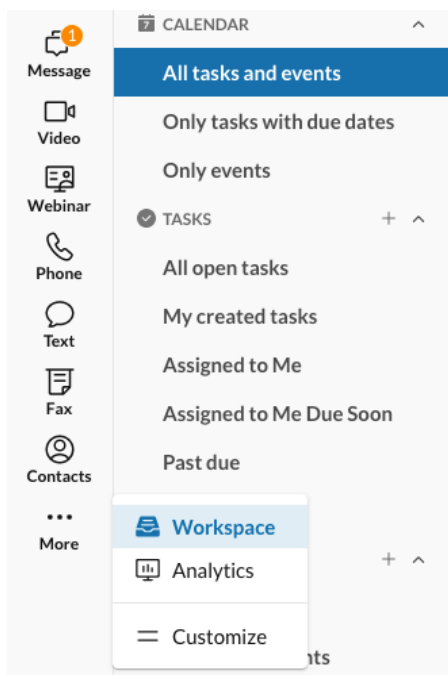 1
Message
Video
Webinar
Phone
Text
Fax
Contacts
More
7
CALENDAR
All tasks and events
Only tasks with due dates
Only events
TASKS
All open tasks
My created tasks
Assigned to Me
Assigned to Me Due Soon
Past due
Workspace
Analytics
Customize